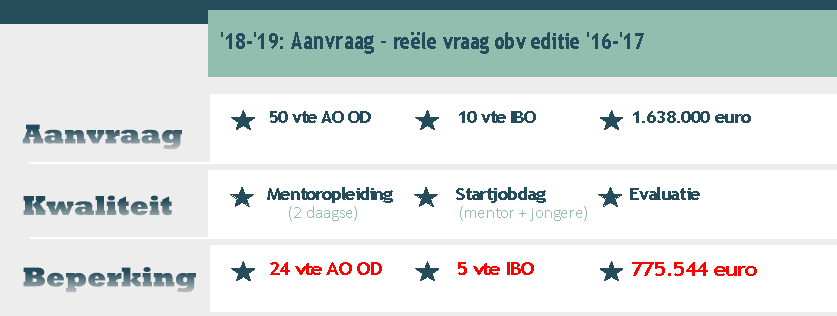 '18-'19: Aanvraag - reële vraag obv editie '16-'17
Aanvraag
50 vte AO OD
10 vte IBO
1.638.000 euro
Kwaliteit
Mentoropleiding
(2 daagse)
Startjobdag
(mentor + jongere)
Evaluatie
Beperking
24 vte AO OD
5 vte IBO
775.544 euro